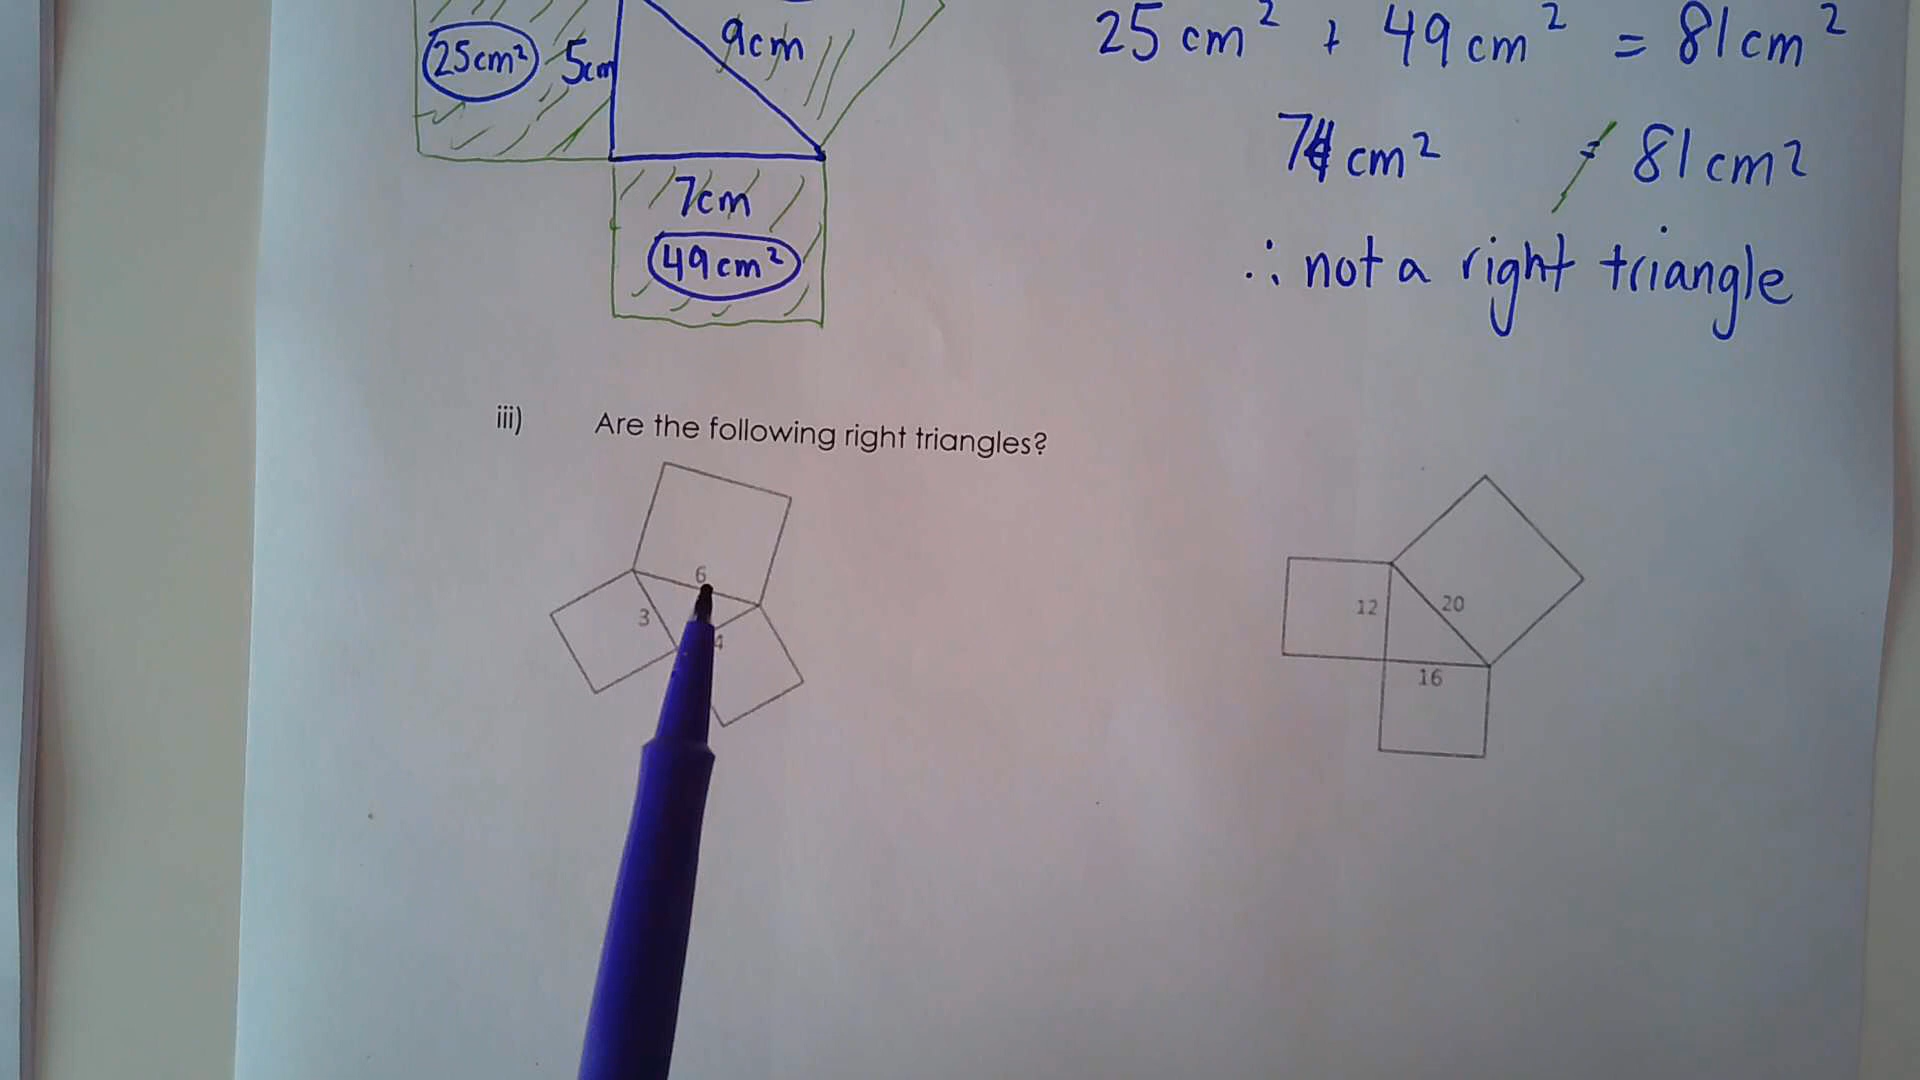 25cm² 5cm 9cm
7cm
49cm²
25 cm² + 49 cm² = 81 cm²
74 cm² ≠ 81 cm²
∴ not a right triangle
iii) Are the following right triangles?
6
3
4
12 20
16